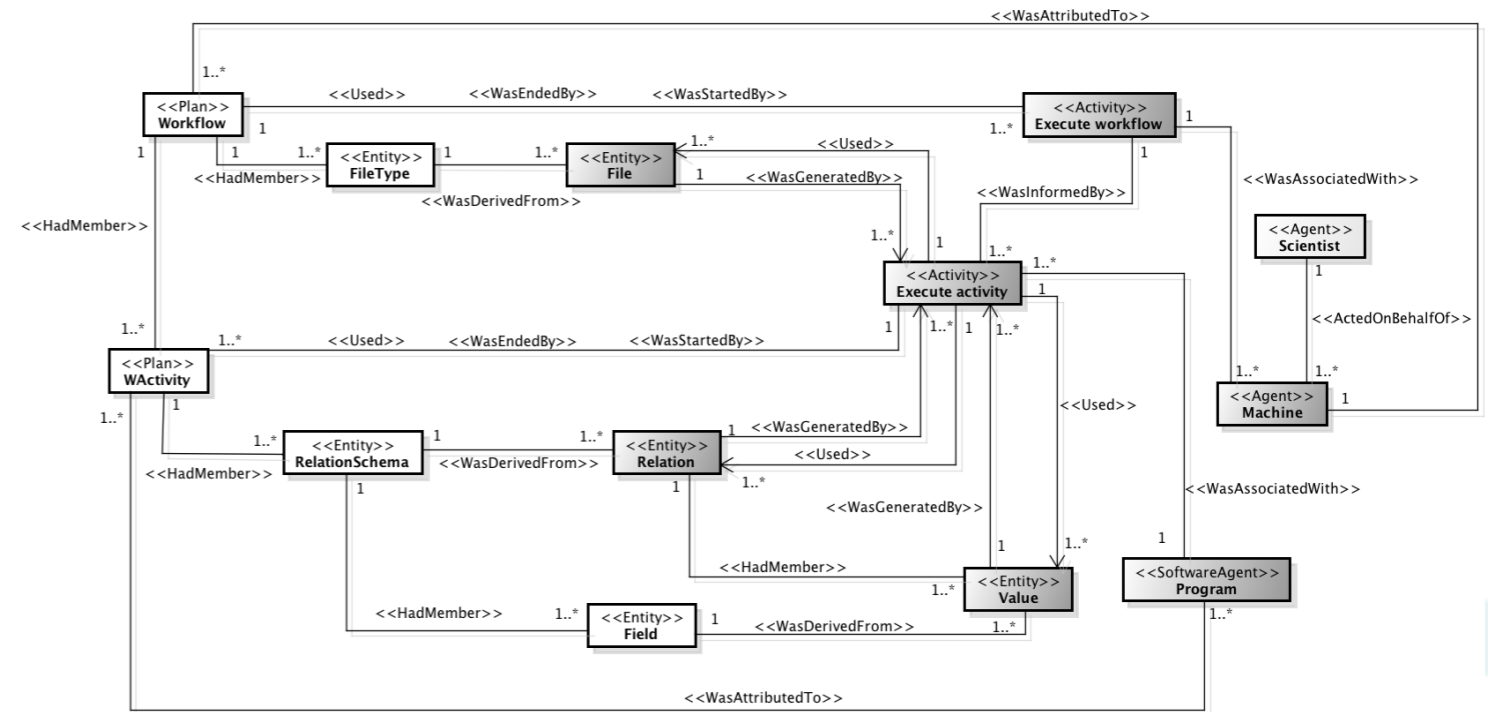 <<WasAttributedTo>>
1..*
<<Plan>>
Workflow
<<Used>>
<<WasEndedBy>>
<<WasStartedBy>>
<<Activity>>
Execute workflow
1
1
1..*
1
1
1
1..*
<<Entity>>
FileType
1
1..*
<<Entity>>
File
1..*
<<Used>>
<<HadMember>>
1
<<WasGeneratedBy>>
<<WasAssociatedWith>>
<<WasDerivedFrom>>
<<WasInformedBy>>
<<HadMember>>
<<Agent>>
Scientist
1..*
1
1..*
1..*
1
<<Activity>>
Execute activity
1
<<ActedOnBehalfOf>>
1..*
1..*
<<Used>>
<<WasEndedBy>>
<<WasStartedBy>>
1
1..*
1
1..*
<<Plan>>
WActivity
1..*
1..*
<<Agent>>
Machine
1
1..*
1
<<Used>>
1..*
<<Entity>>
RelationSchema
1
1..*
<<Entity>>
Relation
1
<<WasGeneratedBy>>
<<WasDerivedFrom>>
<<Used>>
<<HadMember>>
1
1
1..*
<<WasAssociatedWith>>
<<WasGeneratedBy>>
1
1..*
1
<<HadMember>>
1..*
<<Entity>>
Value
<<SoftwareAgent>>
Program
<<HadMember>>
1..*
<<Entity>>
Field
1
<<WasDerivedFrom>>
1..*
1..*
<<WasAttributedTo>>